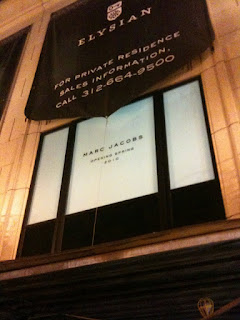 ELYSIAN
FOR PRIVATE RESIDENCE
SALES INFORMATION,
CALL 312-664-9500
MARC JACOBS
OPENING SPRING
2010